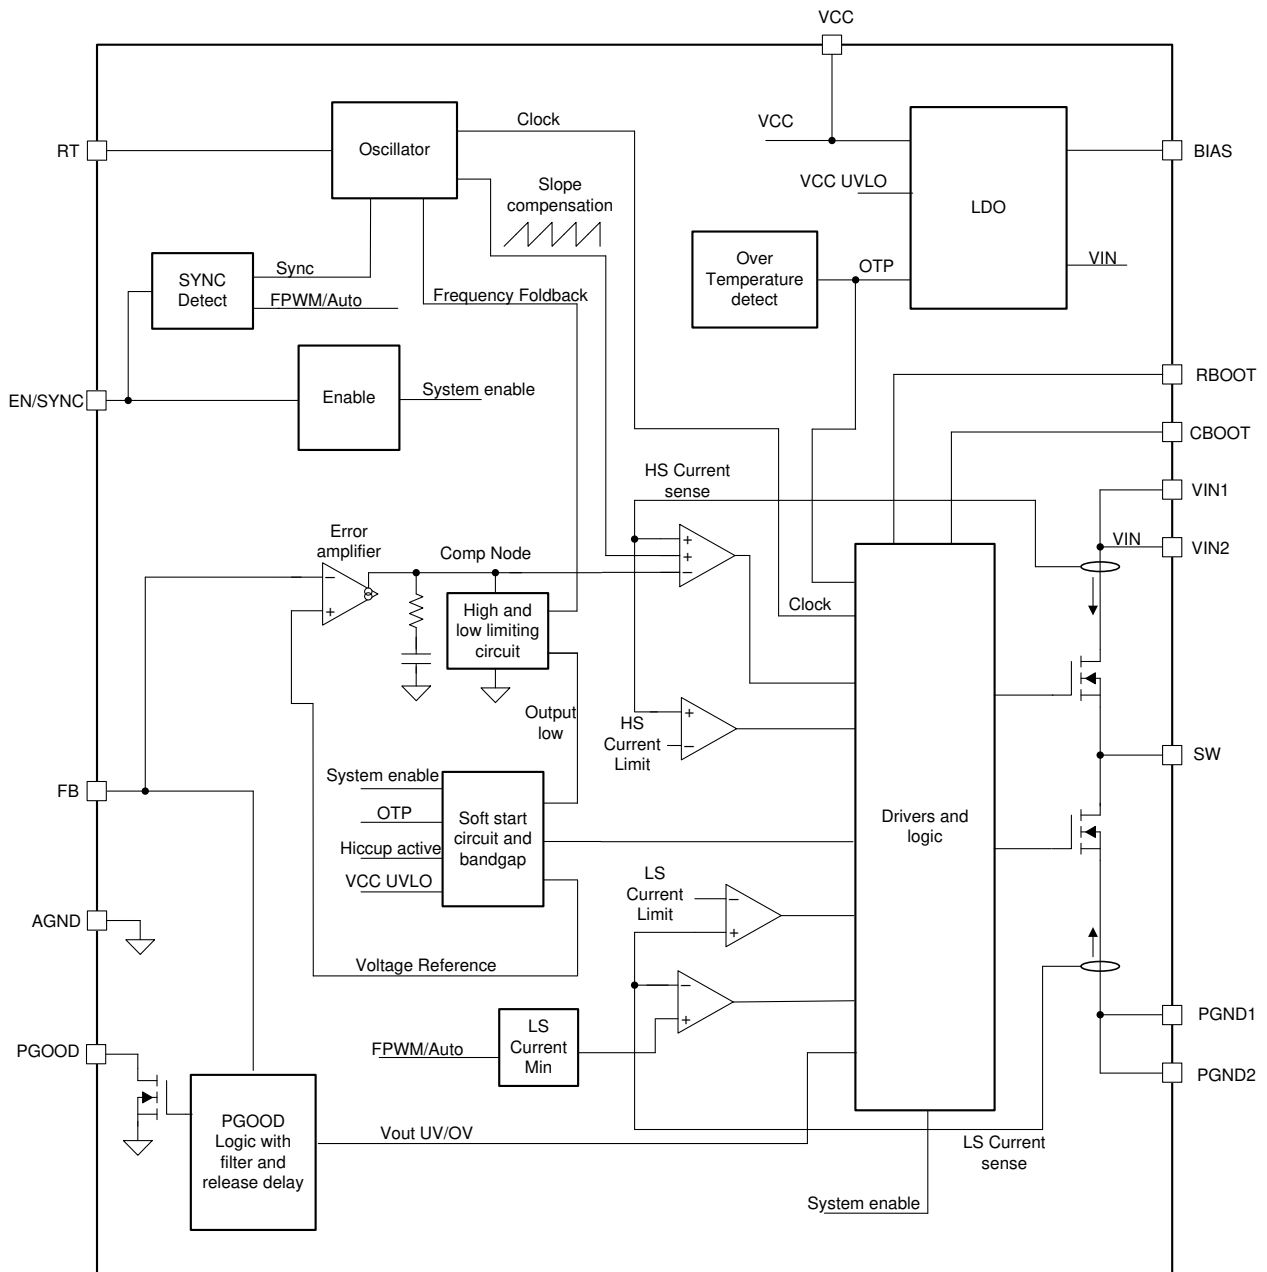 VCC
RT
Oscillator
Clock
VCC
BIAS
VCC UVLO
LDO
Slope
compensation
SYNC
Detect
Sync
FPWM/Auto
Frequency Foldback
Over
Temperature
detect
OTP
VIN
EN/SYNC
Enable
System enable
RBOOT
CBOOT
HS Current
sense
VIN1
VIN
VIN2
Error
amplifier
Comp Node
+
+
−
−
+
High and
low limiting
circuit
Clock
Output
low
HS
Current
Limit
+
−
SW
FB
System enable
OTP
Hiccup active
VCC UVLO
Soft start
circuit and
bandgap
Drivers and
logic
LS
Current
Limit
−
+
AGND
Voltage Reference
−
+
PGND1
PGOOD
FPWM/Auto
LS
Current
Min
PGND2
PGOOD
Logic with
filter and
release delay
Vout UV/OV
LS Current
sense
System enable